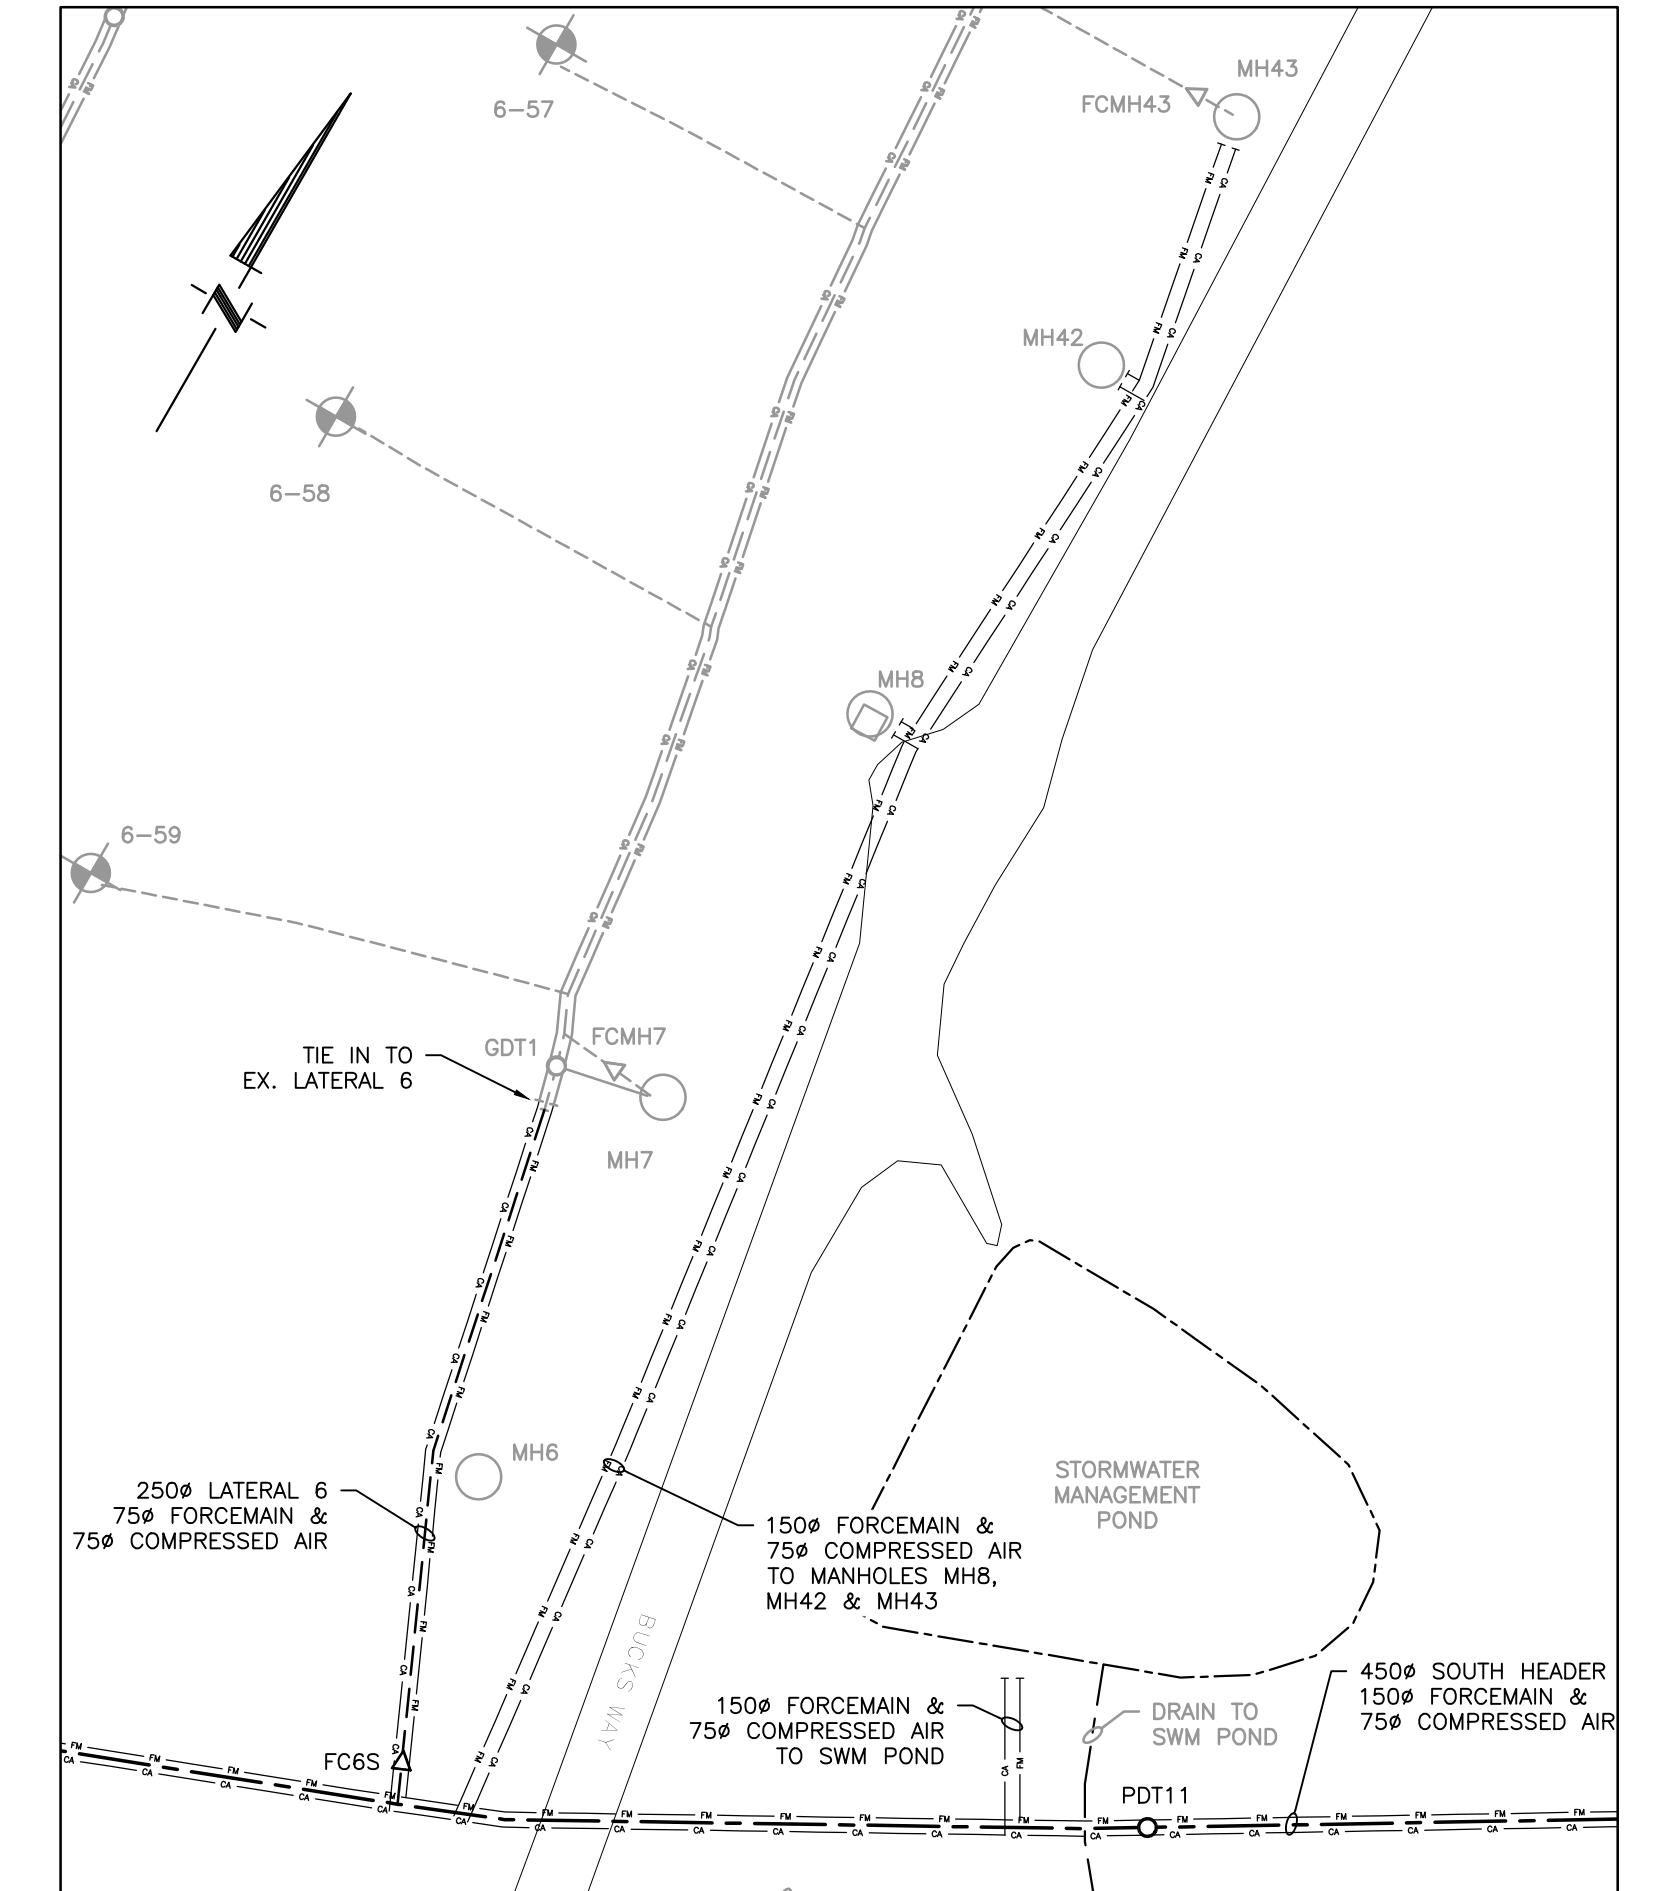 MH43
FCMH43
6-57
MH42
6-58
MH8
6-59
TIE IN TO
EX. LATERAL 6
GDT1
FCMH7
MH7
MH6
250ø LATERAL 6
75ø FORCEMAIN &
75ø COMPRESSED AIR
150ø FORCEMAIN &
75ø COMPRESSED AIR
TO MANHOLES MH8,
MH42 & MH43
STORMWATER
MANAGEMENT
POND
BUCKS WAY
150ø FORCEMAIN &
75ø COMPRESSED AIR
TO SWM POND
DRAIN TO
SWM POND
450ø SOUTH HEADER
150ø FORCEMAIN &
75ø COMPRESSED AIR
FC6S
PDT11
FM
CA